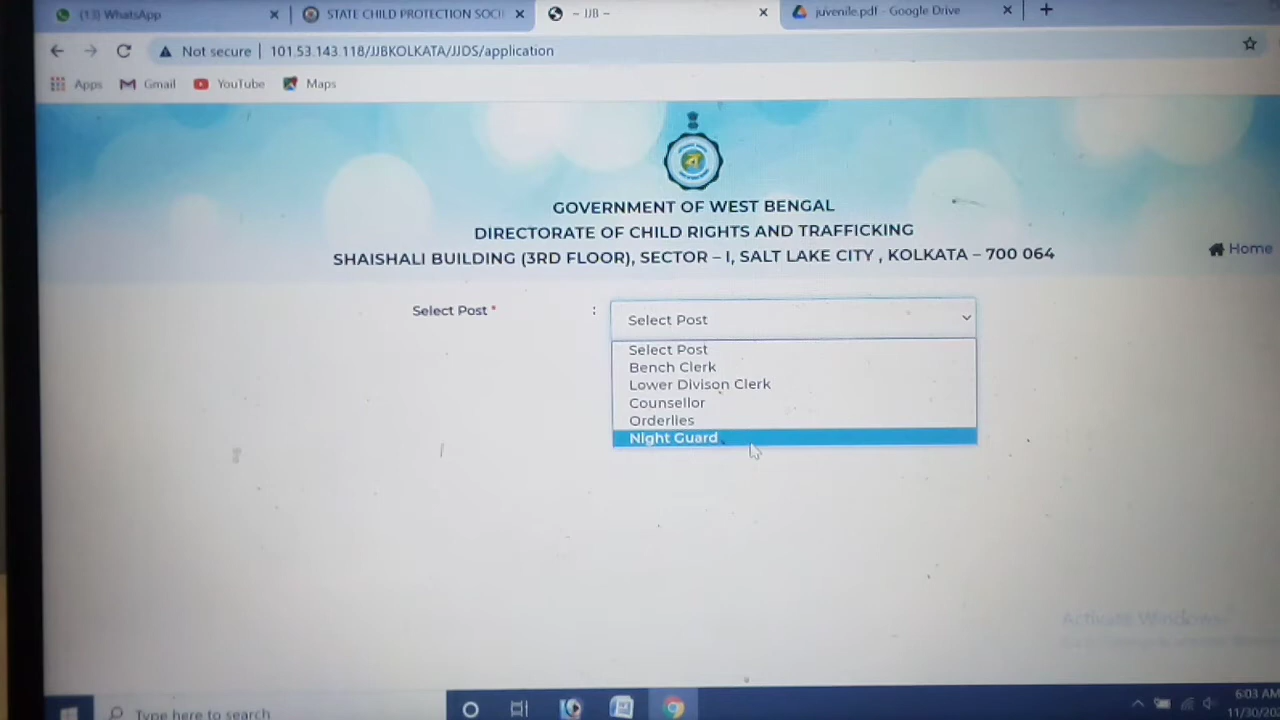 (13) WhatsApp
STATE CHILD PROTECTION SOCI
– JJB –
juvenile.pdf - Google Drive
Not secure
101.53.143.118/JJBKOLKATA/JJDS/application
Apps
Gmail
YouTube
Maps
GOVERNMENT OF WEST BENGAL
DIRECTORATE OF CHILD RIGHTS AND TRAFFICKING
SHAISHALI BUILDING (3RD FLOOR), SECTOR – I, SALT LAKE CITY , KOLKATA – 700 064
Home
Select Post * :
Select Post
Select Post
Bench Clerk
Lower Divison Clerk
Counsellor
Orderlies
Night Guard
Activate Windows
Type here to search
6:03 AM
11/30/202